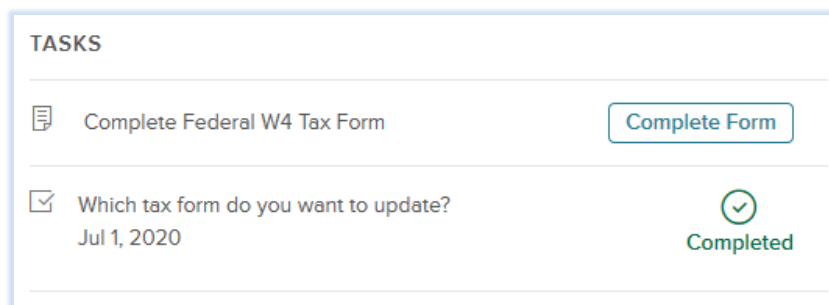 TASKS
Complete Federal W4 Tax Form
Complete Form
Which tax form do you want to update?
Jul 1, 2020
Completed